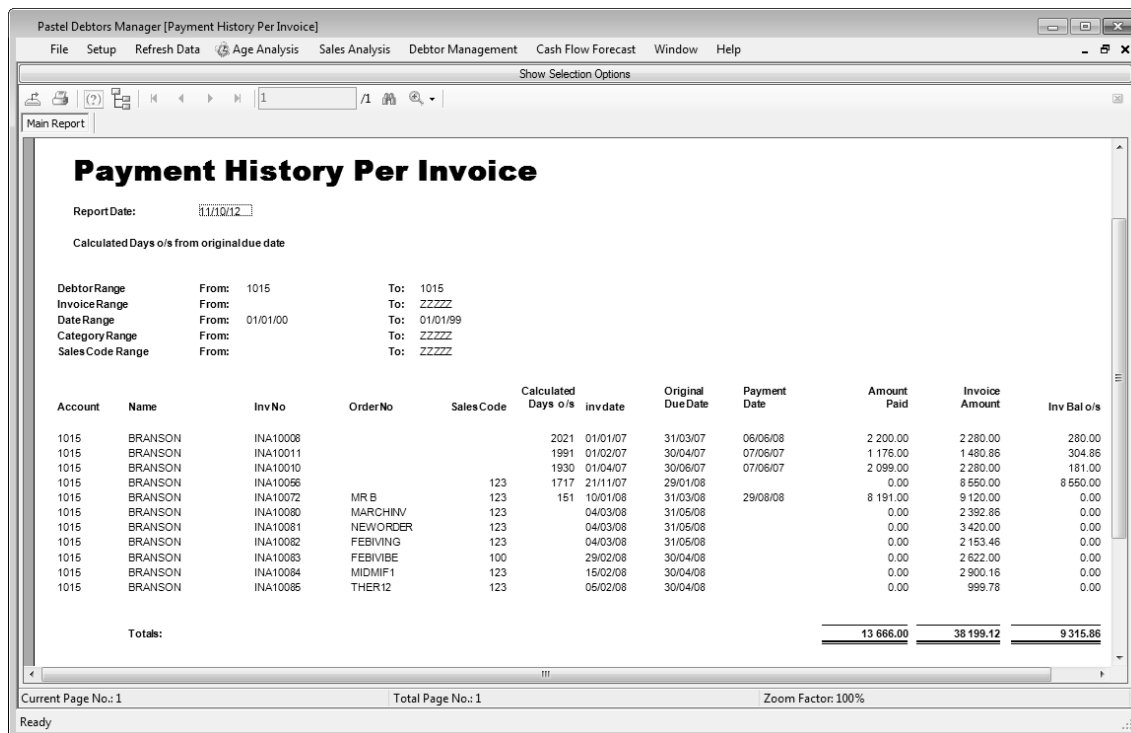 Pastel Debtors Manager [Payment History Per Invoice]
File Setup Refresh Data Age Analysis Sales Analysis Debtor Management Cash Flow Forecast Window Help
Show Selection Options
1 /1
Main Report
Payment History Per Invoice
Report Date: 11/10/12
Calculated Days o/s from original due date
Debtor Range From: 1015 To: 1015
Invoice Range From: To: ZZZZZ
Date Range From: 01/01/00 To: 01/01/99
Category Range From: To: ZZZZZ
Sales Code Range From: To: ZZZZZ
Calculated Original Payment Amount Invoice
Account Name Inv No Order No Sales Code Days o/s inv date Due Date Date Paid Amount Inv Bal o/s
1015 BRANSON INA10008 2021 01/01/07 31/03/07 06/06/08 2 200.00 2 280.00 280.00
1015 BRANSON INA10011 1991 01/02/07 30/04/07 07/06/07 1 176.00 1 480.86 304.86
1015 BRANSON INA10010 1930 01/04/07 30/06/07 07/06/07 2 099.00 2 280.00 181.00
1015 BRANSON INA10056 123 1717 21/11/07 29/01/08 0.00 8 550.00 8 550.00
1015 BRANSON INA10072 MR B 123 151 10/01/08 31/03/08 29/08/08 8 191.00 9 120.00 0.00
1015 BRANSON INA10080 MARCHINV 123 04/03/08 31/05/08 0.00 2 392.86 0.00
1015 BRANSON INA10081 NEWORDER 123 04/03/08 31/05/08 0.00 3 420.00 0.00
1015 BRANSON INA10082 FEBIVING 123 04/03/08 31/05/08 0.00 2 153.46 0.00
1015 BRANSON INA10083 FEBIVIBE 100 29/02/08 30/04/08 0.00 2 622.00 0.00
1015 BRANSON INA10084 MIDMIF1 123 15/02/08 30/04/08 0.00 2 900.16 0.00
1015 BRANSON INA10085 THER12 123 05/02/08 30/04/08 0.00 999.78 0.00
Totals: 13 666.00 38 199.12 9 315.86
Current Page No.: 1 Total Page No.: 1 Zoom Factor: 100%
Ready